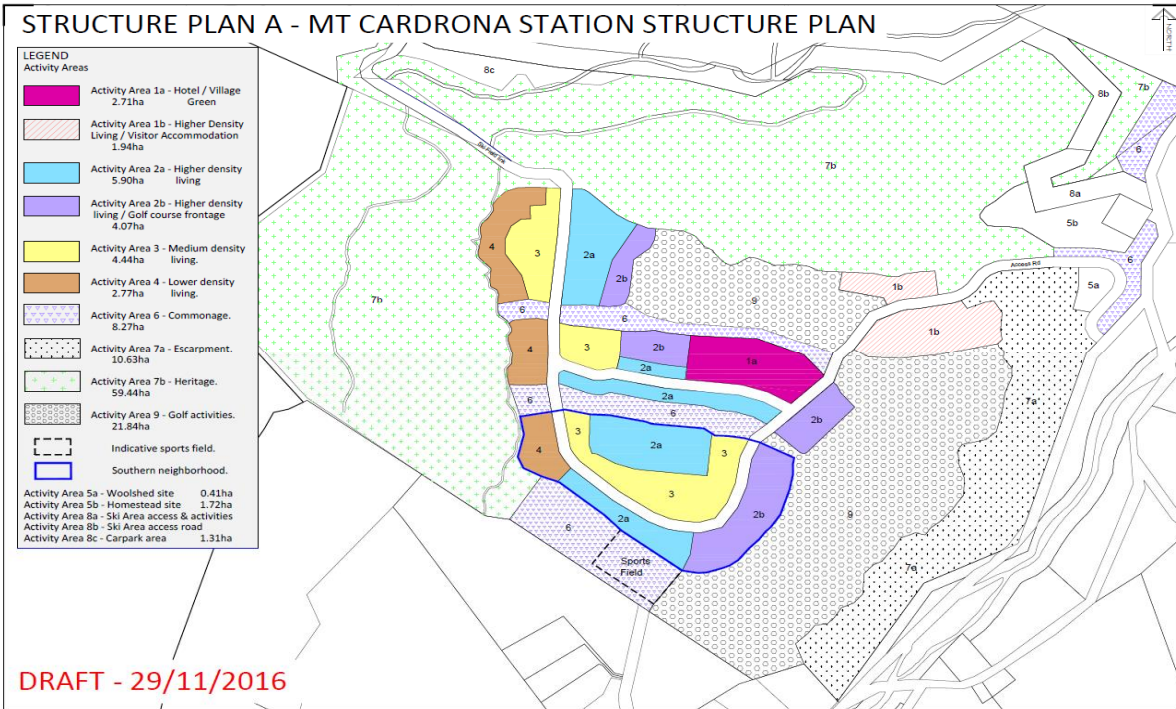 STRUCTURE PLAN A - MT CARDRONA STATION STRUCTURE PLAN
NORTH
LEGEND
Activity Areas
Activity Area 1a - Hotel / Village
2.71ha Green
Activity Area 1b - Higher Density
Living / Visitor Accommodation
1.94ha
Activity Area 2a - Higher density
5.90ha living
Activity Area 2b - Higher density
living / Golf course frontage
4.07ha
Activity Area 3 - Medium density
4.44ha living.
Activity Area 4 - Lower density
2.77ha living.
Activity Area 6 - Commonage.
8.27ha
Activity Area 7a - Escarpment.
10.63ha
Activity Area 7b - Heritage.
59.44ha
Activity Area 9 - Golf activities.
21.84ha
Indicative sports field.
Southern neighborhood.
Activity Area 5a - Woolshed site 0.41ha
Activity Area 5b - Homestead site 1.72ha
Activity Area 8a - Ski Area access & activities
Activity Area 8b - Ski Area access road
Activity Area 8c - Carpark area 1.31ha
8c
7b
8b
6
7b
8a
5b
6
Access Rd
5a
4
3
2a
2b
9
1b
1b
7b
6
6
4
3
2b
2a
1a
2a
6
6
2b
7a
4
3
2a
3
3
2b
2a
6
Sports
Field
9
7a
DRAFT - 29/11/2016